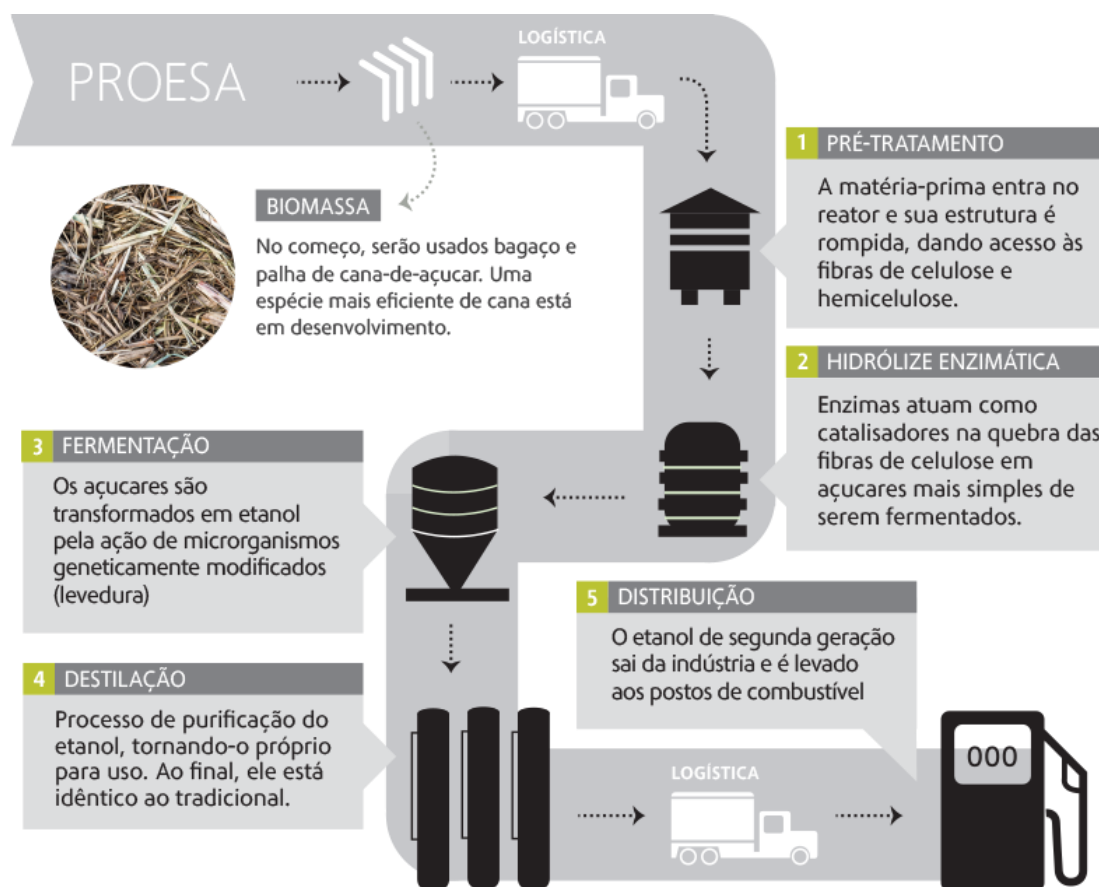 PROESA
LOGÍSTICA
BIOMASSA
No começo, serão usados bagaço e
palha de cana-de-açucar. Uma
espécie mais eficiente de cana está
em desenvolvimento.
1 PRÉ-TRATAMENTO
A matéria-prima entra no
reator e sua estrutura é
rompida, dando acesso às
fibras de celulose e
hemicelulose.
2 HIDRÓLIZE ENZIMÁTICA
Enzimas atuam como
catalisadores na quebra das
fibras de celulose em
açucares mais simples de
serem fermentados.
3 FERMENTAÇÃO
Os açucares são
transformados em etanol
pela ação de microrganismos
geneticamente modificados
(levedura)
4 DESTILAÇÃO
Processo de purificação do
etanol, tornando-o próprio
para uso. Ao final, ele está
idêntico ao tradicional.
5 DISTRIBUIÇÃO
O etanol de segunda geração
sai da indústria e é levado
aos postos de combustível
LOGÍSTICA
000